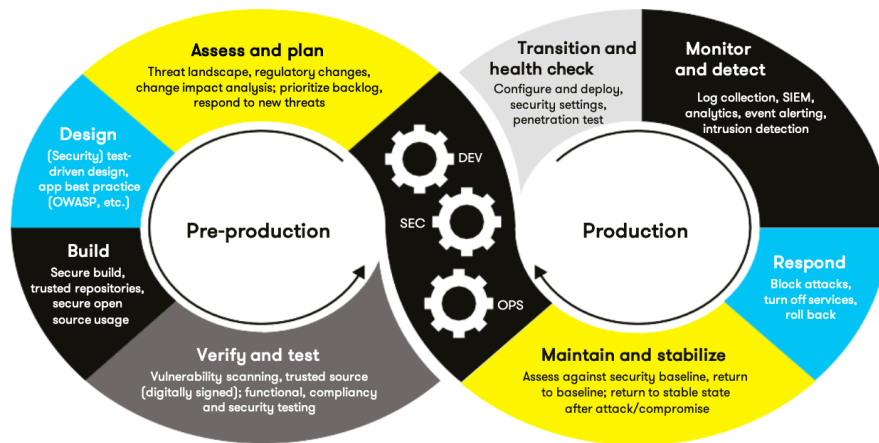 Assess and plan
Threat landscape, regulatory changes,
change impact analysis; prioritize backlog,
respond to new threats
Design
(Security) test-
driven design,
app best practice
(OWASP, etc.)
Build
Secure build,
trusted repositories,
secure open
source usage
Verify and test
Vulnerability scanning, trusted source
(digitally signed); functional, compliancy
and security testing
Pre-production
DEV
SEC
OPS
Transition and
health check
Configure and deploy,
security settings,
penetration test
Monitor
and detect
Log collection, SIEM,
analytics, event alerting,
intrusion detection
Respond
Block attacks,
turn off services,
roll back
Maintain and stabilize
Assess against security baseline, return
to baseline; return to stable state
after attack/compromise
Production